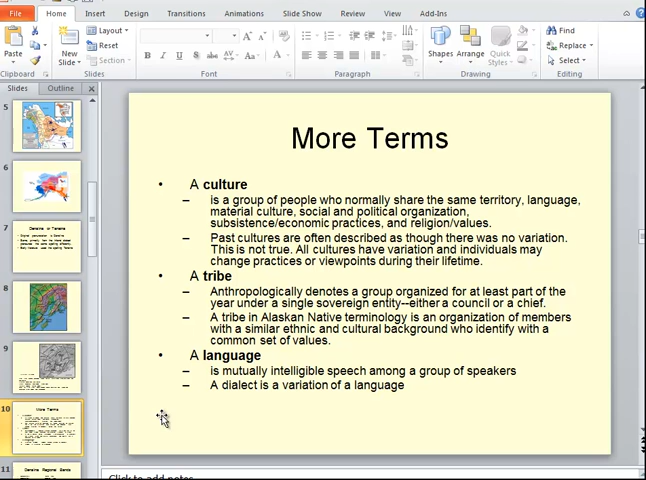 File Home Insert Design Transitions Animations Slide Show Review View Add-Ins
Layout
Find
Reset
Replace
Paste New Slide Section
Shapes Arrange Quick Styles Select
B I U S abc AV Aa A
Clipboard Slides Font Paragraph Drawing Editing
Slides Outline
5
6
7
8
9
10
More Terms
11
More Terms
• A culture
– is a group of people who normally share the same territory, language,
material culture, social and political organization,
subsistence/economic practices, and religion/values.
– Past cultures are often described as though there was no variation.
This is not true. All cultures have variation and individuals may
change practices or viewpoints during their lifetime.
• A tribe
– Anthropologically denotes a group organized for at least part of the
year under a single sovereign entity--either a council or a chief.
– A tribe in Alaskan Native terminology is an organization of members
with a similar ethnic and cultural background who identify with a
common set of values.
• A language
– is mutually intelligible speech among a group of speakers
– A dialect is a variation of a language
Click to add notes